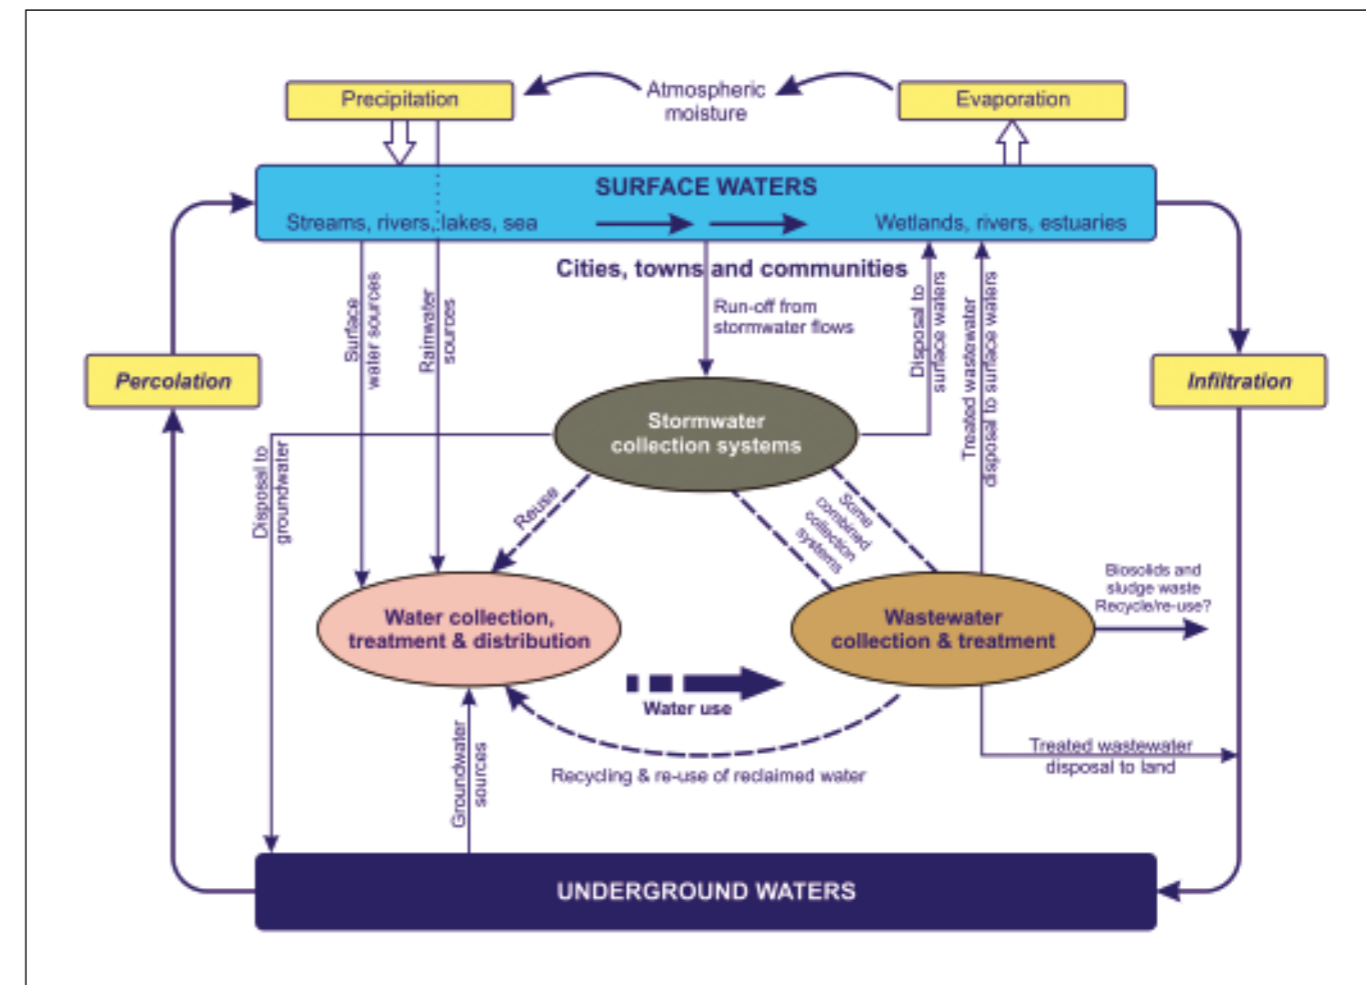 Precipitation
Atmospheric
moisture
Evaporation
SURFACE WATERS
Streams, rivers, lakes, sea
Wetlands, rivers, estuaries
Cities, towns and communities
Surface
water sources
Rainwater
sources
Run-off from
stormwater flows
Disposal to
surface waters
Treated wastewater
disposal to surface waters
Percolation
Infiltration
Stormwater
collection systems
Disposal to
groundwater
Reuse
Some
combined
collection
systems
Biosolids and
sludge waste
Recycle/re-use?
Water collection,
treatment & distribution
Wastewater
collection & treatment
Water use
Groundwater
sources
Treated wastewater
disposal to land
Recycling & re-use of reclaimed water
UNDERGROUND WATERS